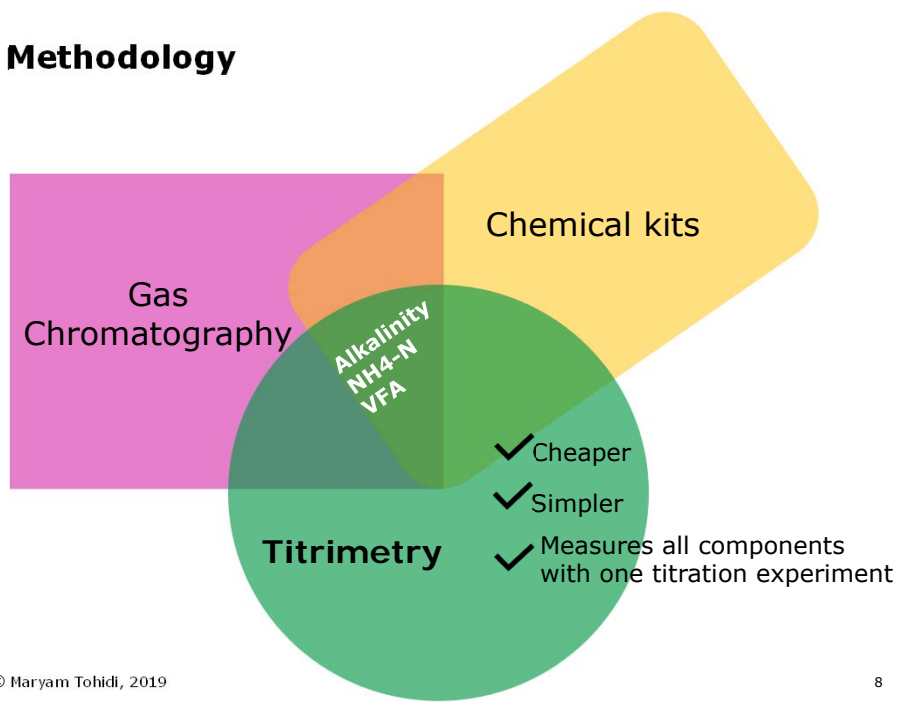 Methodology
Chemical kits
Gas
Chromatography
Alkalinity
NH4-N
VFA
Cheaper
Simpler
Titrimetry
Measures all components
with one titration experiment
© Maryam Tohidi, 2019
8